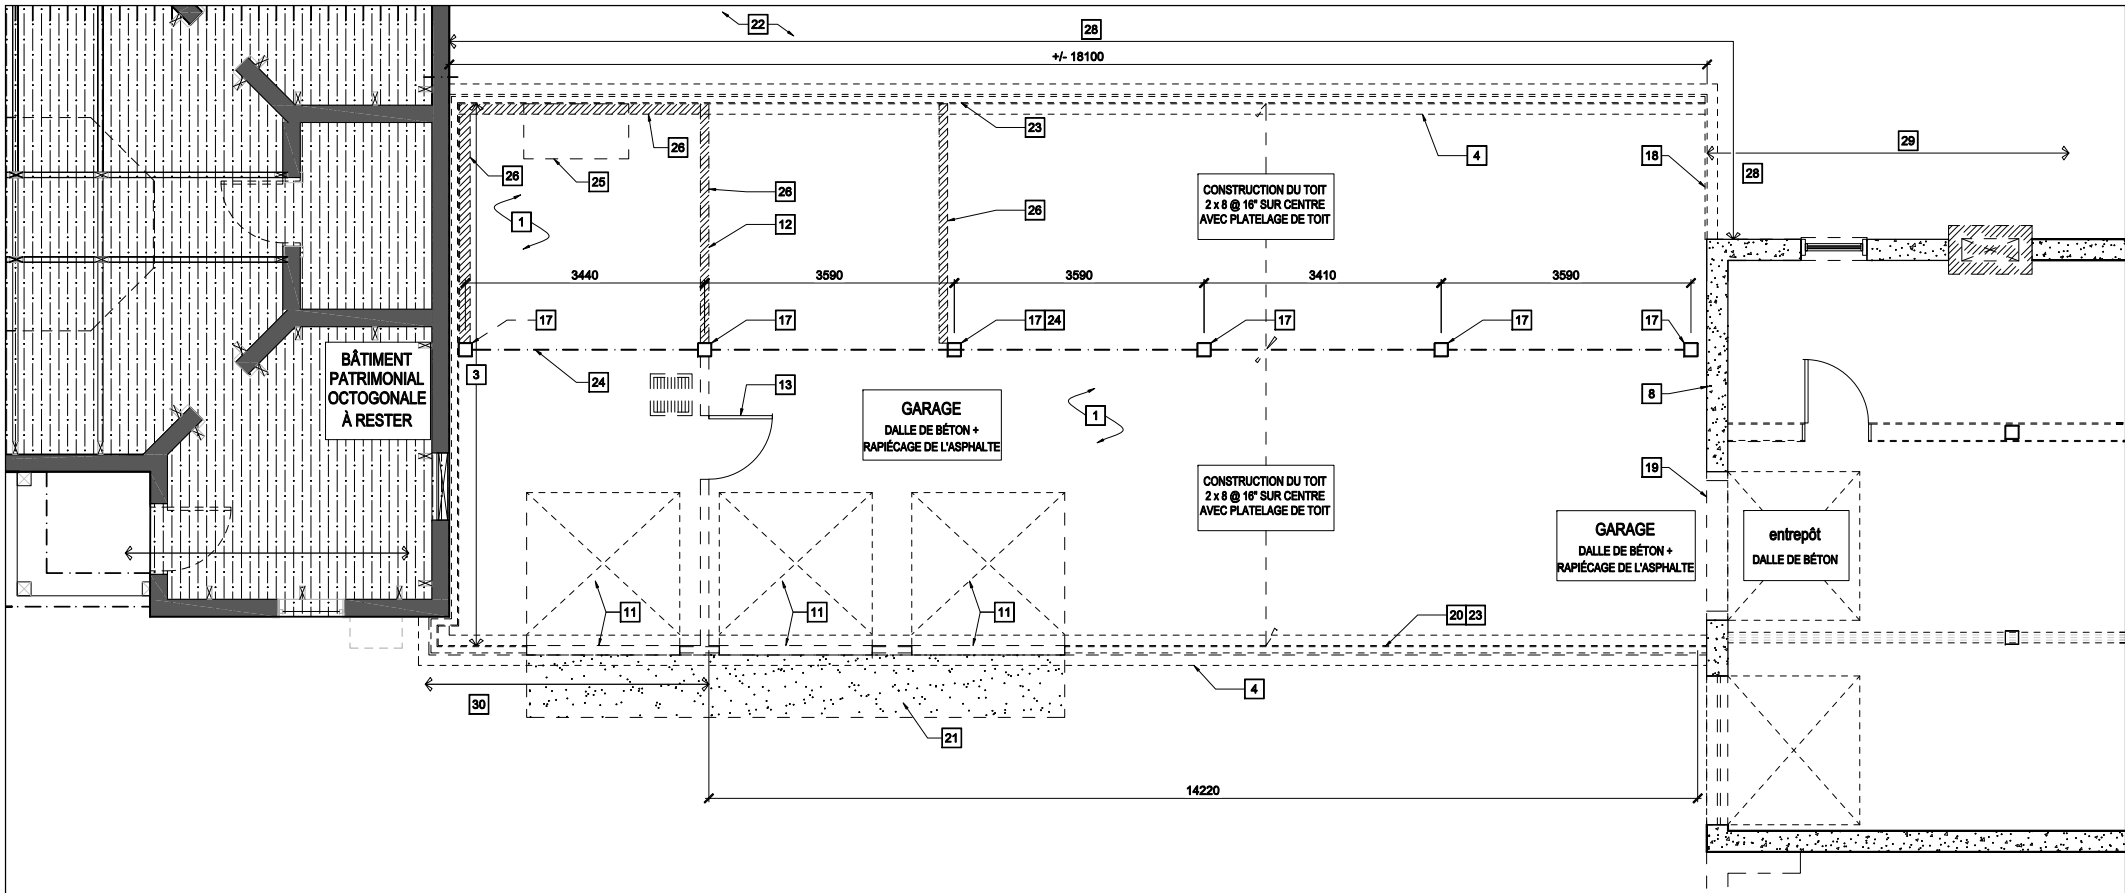 22
28
+/- 18100
23
4
29
18
28
26
26
25
26
1
12
26
CONSTRUCTION DU TOIT
2 x 8 @ 16" SUR CENTRE
AVEC PLATELAGE DE TOIT
3440
3590
3590
3410
3590
17
17
17 24
17
17
17
BÂTIMENT
PATRIMONIAL
OCTOGONALE
À RESTER
3
24
13
8
GARAGE
DALLE DE BÉTON +
RAPIÉCAGE DE L'ASPHALTE
1
19
CONSTRUCTION DU TOIT
2 x 8 @ 16" SUR CENTRE
AVEC PLATELAGE DE TOIT
GARAGE
DALLE DE BÉTON +
RAPIÉCAGE DE L'ASPHALTE
entrepôt
DALLE DE BÉTON
11
11
11
20 23
30
4
21
14220